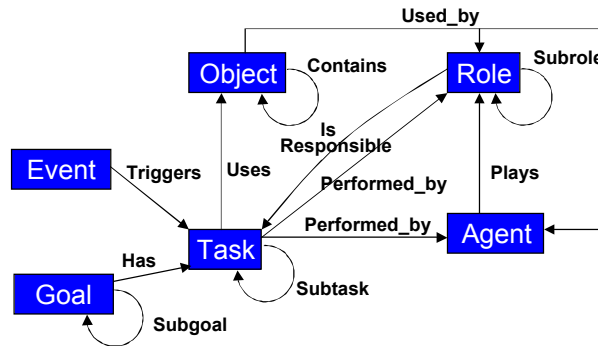 Used_by
Object
Contains
Role
Subrole
Is
Responsible
Event
Triggers
Uses
Performed_by
Plays
Performed_by
Agent
Has
Task
Goal
Subtask
Subgoal